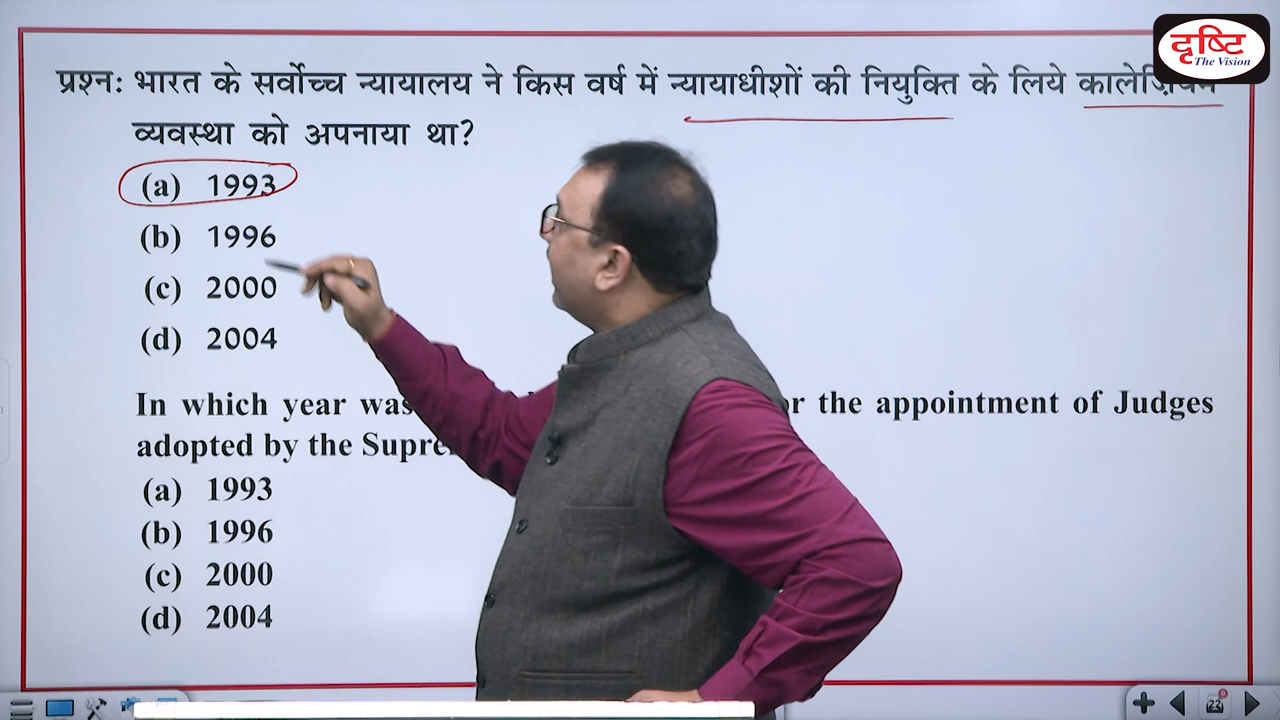 दृष्टि
The Vision
प्रश्न: भारत के सर्वोच्च न्यायालय ने किस वर्ष में न्यायाधीशों की नियुक्ति के लिये
व्यवस्था को अपनाया था?
(a) 1993
(b) 1996
(c) 2000
(d) 2004
In which year was or the appointment of Judges
adopted by the
(a) 1993
(b) 1996
(c) 2000
(d) 2004
22